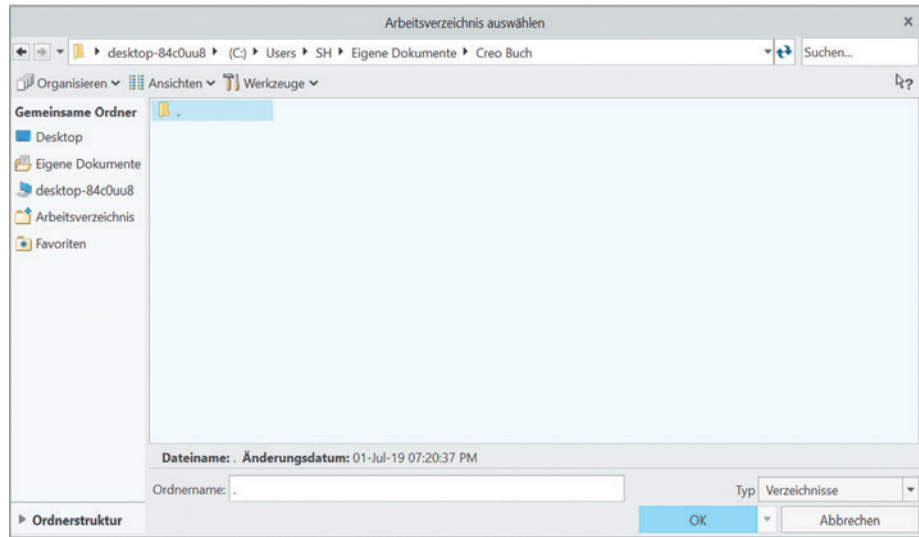 Arbeitsverzeichnis auswählen
desktop-84c0uu8 (C:) Users SH Eigene Dokumente Creo Buch Suchen...
Organisieren Ansichten Werkzeuge ?
Gemeinsame Ordner .
Desktop
Eigene Dokumente
desktop-84c0uu8
Arbeitsverzeichnis
Favoriten
Dateiname: . Änderungsdatum: 01-Jul-19 07:20:37 PM
Ordnername: . Typ Verzeichnisse
Ordnerstruktur OK Abbrechen